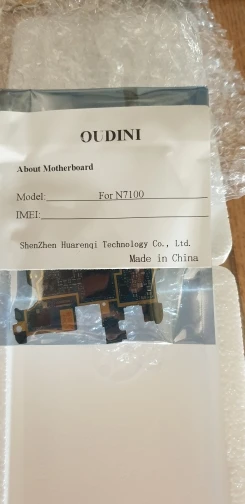 OUDINI
About Motherboard
Model: For N7100
IMEI:
ShenZhen Huarenqi Technology Co., Ltd.
Made in China